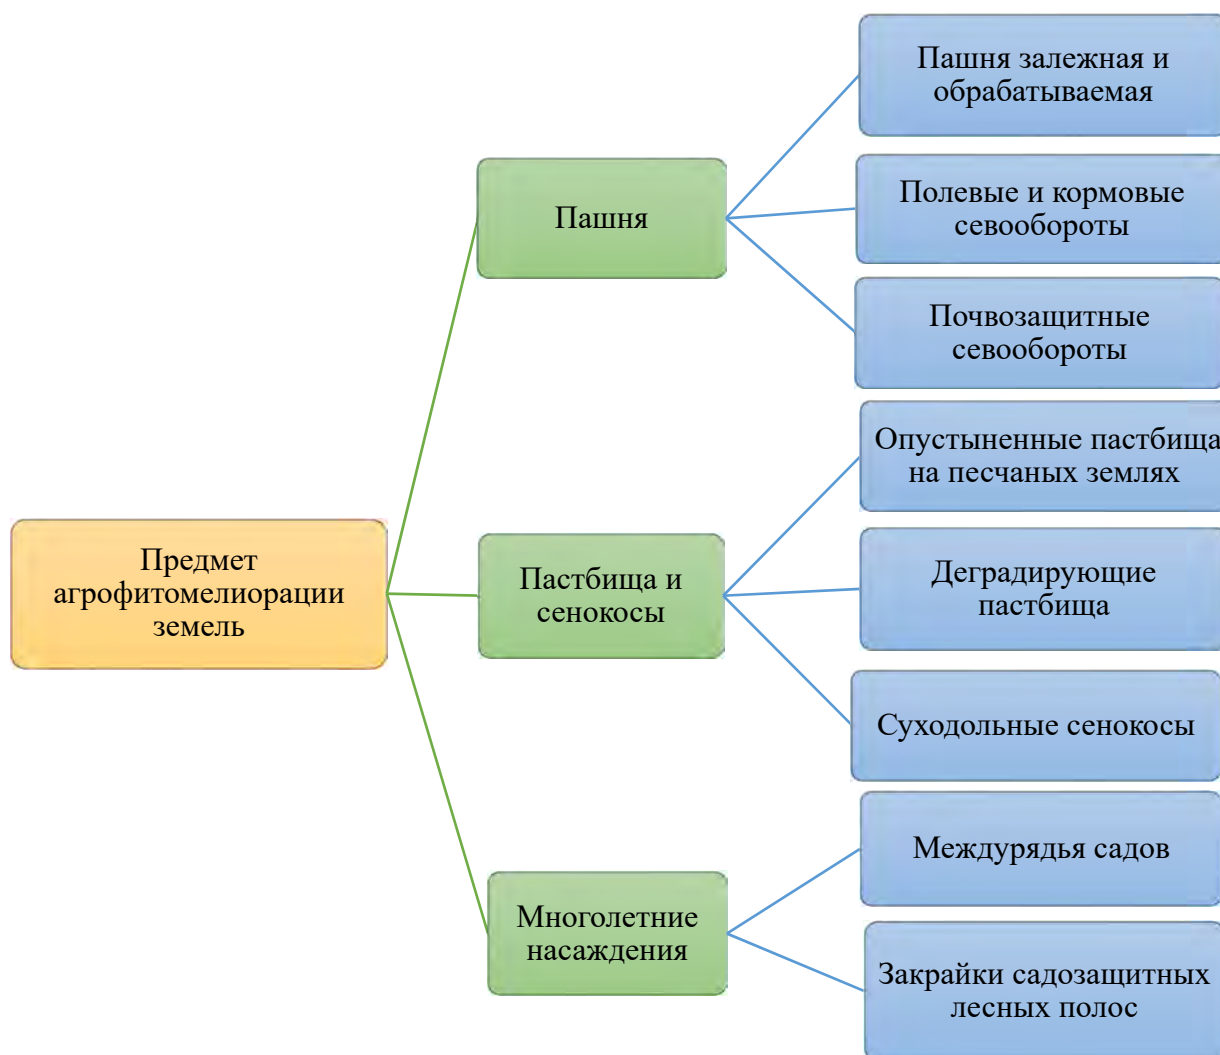 Предмет
агрофитомелиорации
земель
Пашня
Пашня залежная и
обрабатываемая
Полевые и кормовые
севообороты
Почвозащитные
севообороты
Пастбища и
сенокосы
Опустыненные пастбища
на песчаных землях
Деградирующие
пастбища
Суходольные сенокосы
Многолетние
насаждения
Междурядья садов
Закрайки садозащитных
лесных полос